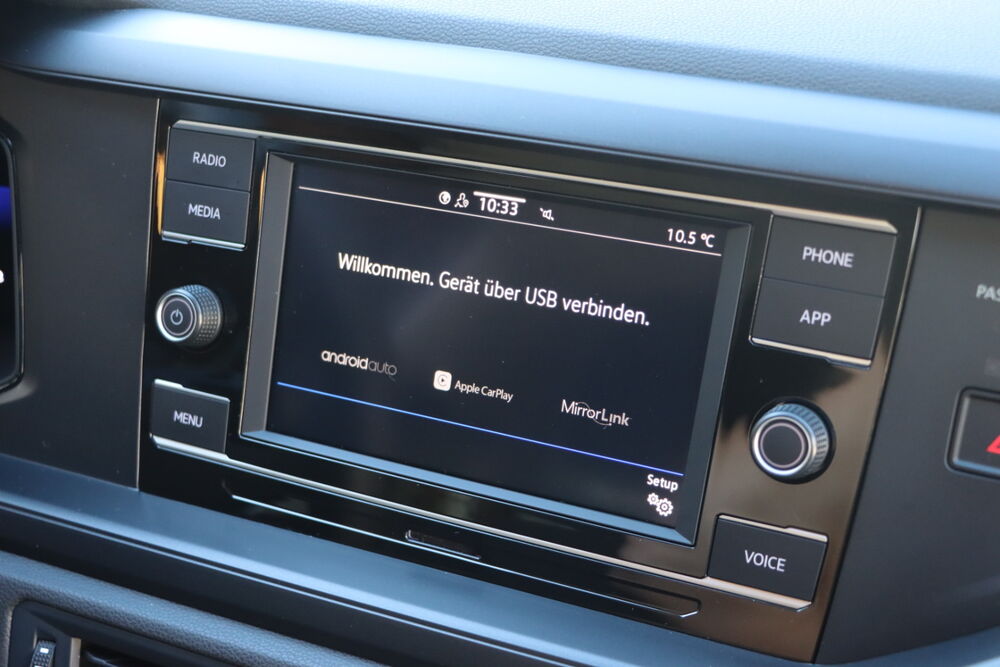 RADIO
MEDIA
MENU
10:33
10.5 °C
Willkommen. Gerät über USB verbinden.
androidauto
Apple CarPlay
MirrorLink
Setup
PHONE
APP
VOICE